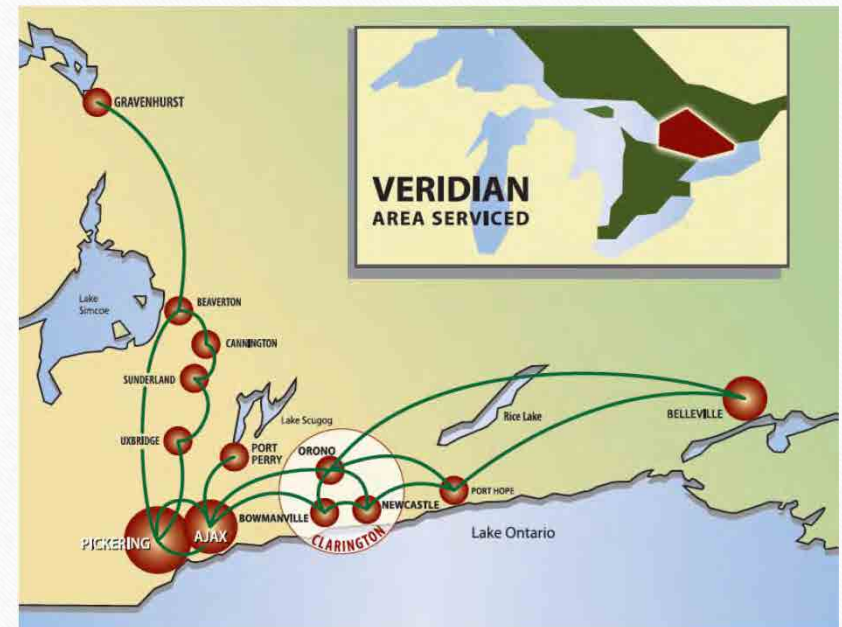 GRAVENHURST
VERIDIAN
AREA SERVICED
Lake
Simcoe
BEAVERTON
CANNINGTON
SUNDERLAND
Lake Scugog
Rice Lake
BELLEVILLE
UXBRIDGE
PORT
PERRY
ORONO
PORT HOPE
NEWCASTLE
BOWMANVILLE
CLARINGTON
PICKERING
AJAX
Lake Ontario